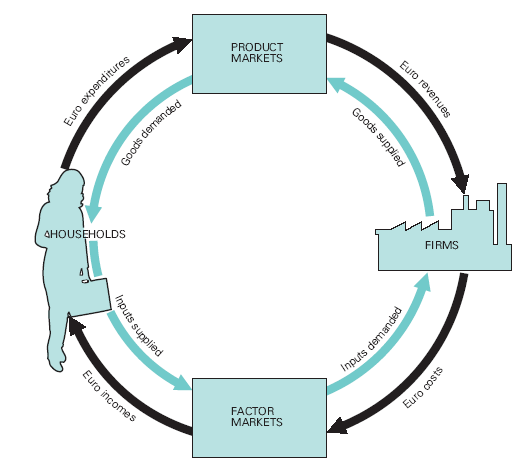 PRODUCT
MARKETS
Euro expenditures
Euro revenues
Goods demanded
Goods supplied
HOUSEHOLDS
FIRMS
Inputs supplied
Inputs demanded
Euro incomes
Euro costs
FACTOR
MARKETS